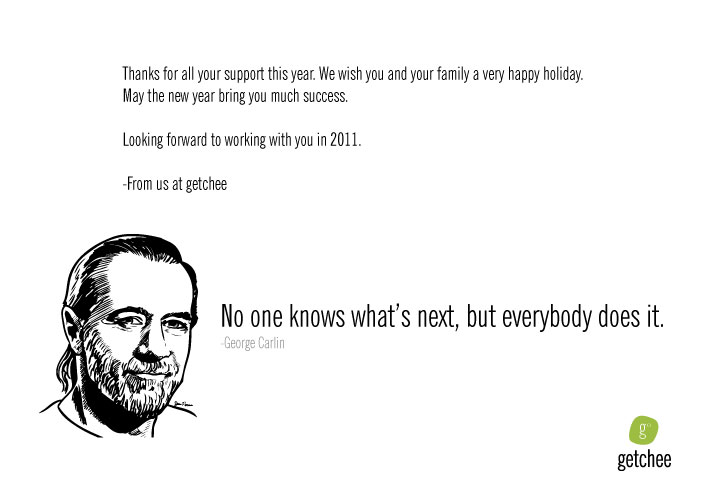 Thanks for all your support this year. We wish you and your family a very happy holiday.
May the new year bring you much success.
Looking forward to working with you in 2011.
-From us at getchee
No one knows what's next, but everybody does it.
-George Carlin
g
getchee